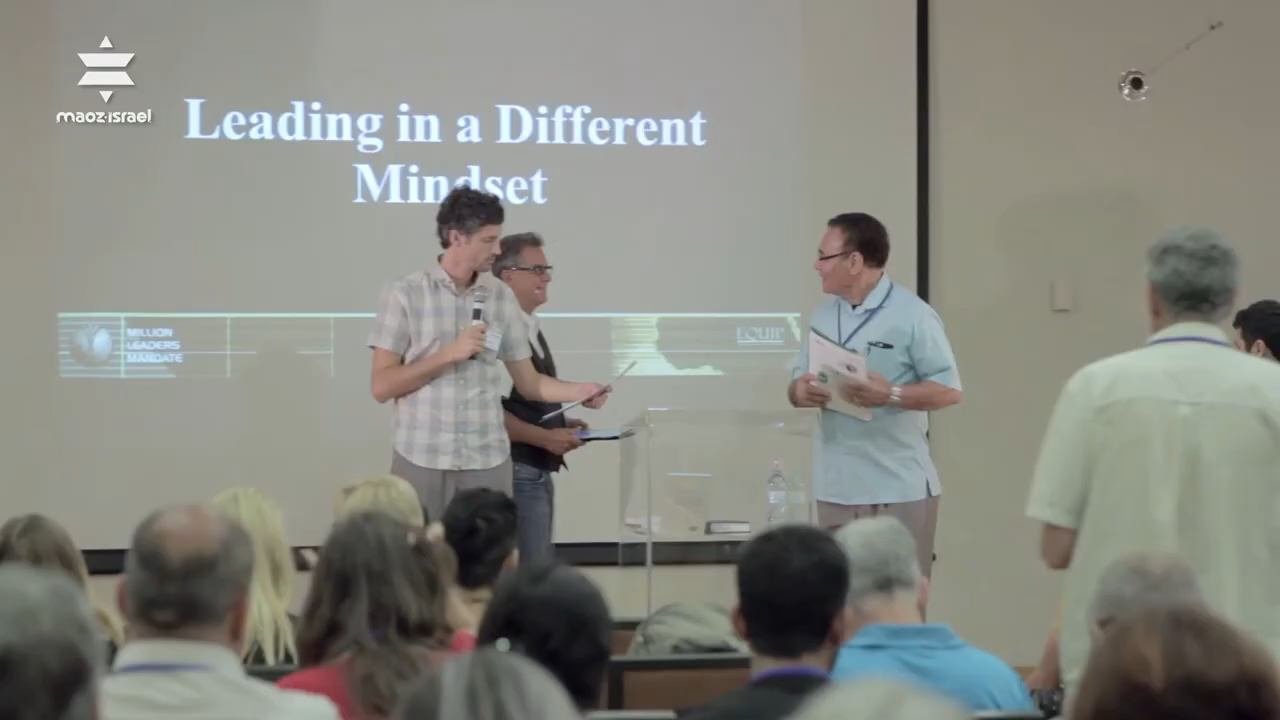 maoz·israel
Leading in a Different
Mindset
MILLION
LEADERS
MANDATE
EQUIP